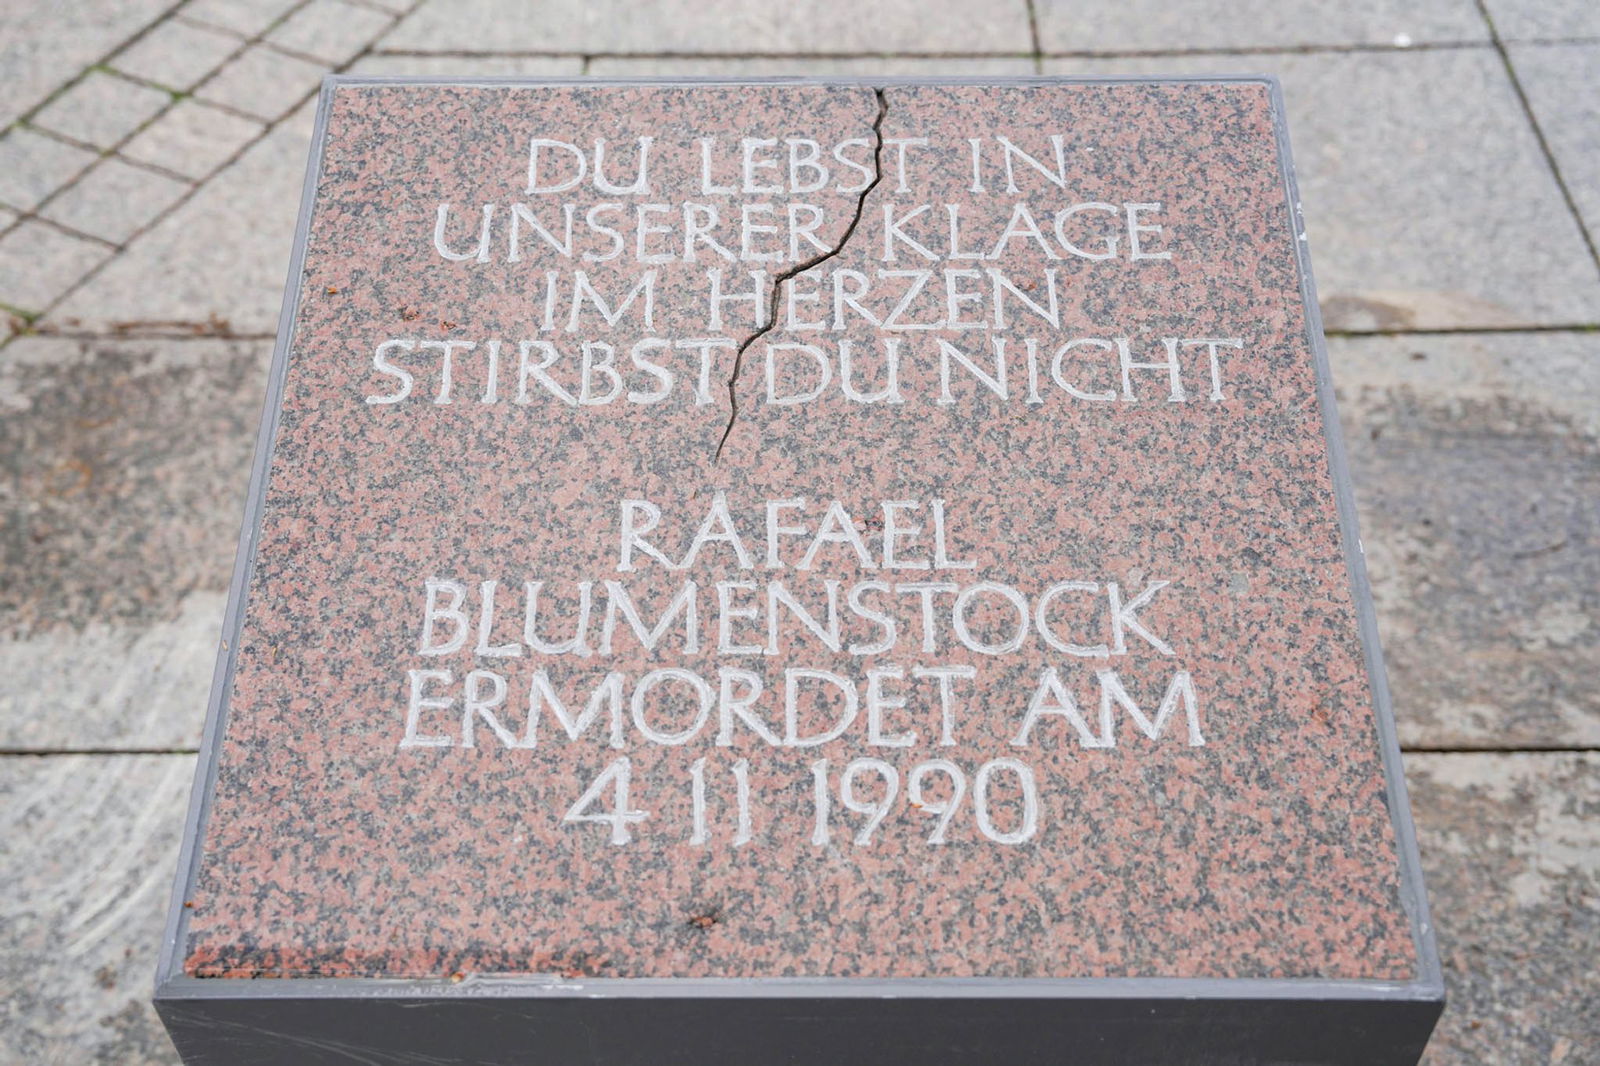 DU LEBST IN
UNSERER KLAGE
IM HERZEN
STIRBST DU NICHT
RAFAEL
BLUMENSTOCK
ERMORDET AM
4 11 1990